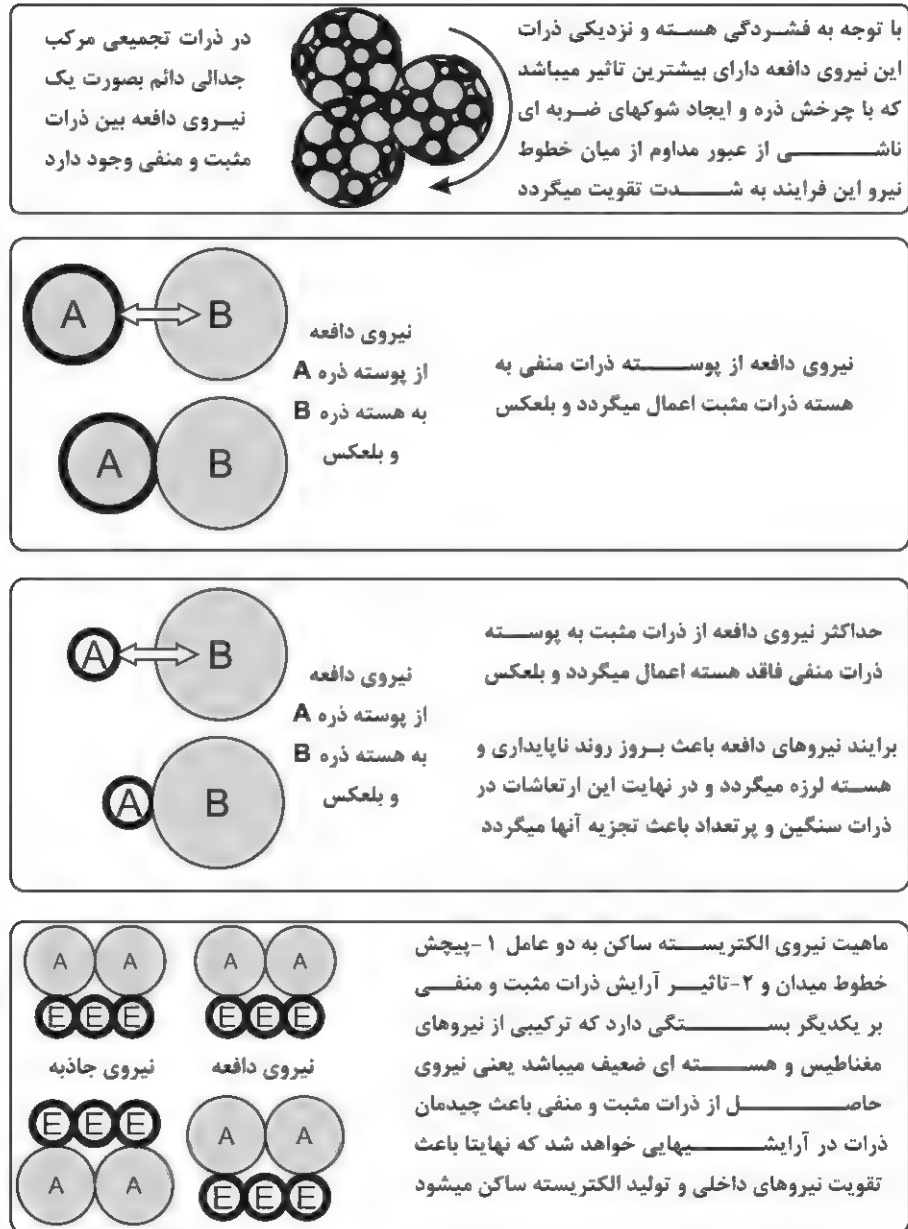 با توجه به فشردگی هسته و نزدیکی ذرات
این نیروی دافعه دارای بیشترین تاثیر میباشد
که با چرخش ذره و ایجاد شوکهای ضربه ای
ناشی از عبور مداوم از میان خطوط
نیرو این فرایند به شدت تقویت میگردد
در ذرات تجمیعی مرکب
جدالی دائم بصورت یک
نیروی دافعه بین ذرات
مثبت و منفی وجود دارد
نیروی دافعه از پوسته ذرات منفی به
هسته ذرات مثبت اعمال میگردد و بلعکس
نیروی دافعه
از پوسته ذره A
به هسته ذره B
و بلعکس
A B
A B
حداکثر نیروی دافعه از ذرات مثبت به پوسته
ذرات منفی فاقد هسته اعمال میگردد و بلعکس
برایند نیروهای دافعه باعث بروز روند ناپایداری و
هسته لرزه میگردد و در نهایت این ارتعاشات در
ذرات سنگین و پرتعداد باعث تجزیه آنها میگردد
نیروی دافعه
از پوسته ذره A
به هسته ذره B
و بلعکس
A B
A B
ماهیت نیروی الکتریسته ساکن به دو عامل ۱-پیچش
خطوط میدان و ۲-تاثیر آرایش ذرات مثبت و منفی
بر یکدیگر بستگی دارد که ترکیبی از نیروهای
مغناطیس و هسته ای ضعیف میباشد یعنی نیروی
حاصل از ذرات مثبت و منفی باعث چیدمان
ذرات در آرایشیهایی خواهد شد که نهایتا باعث
تقویت نیروهای داخلی و تولید الکتریسته ساکن میشود
A A
E E E
نیروی دافعه
A A
E E E
A A
E E E
نیروی جاذبه
E E E
A A